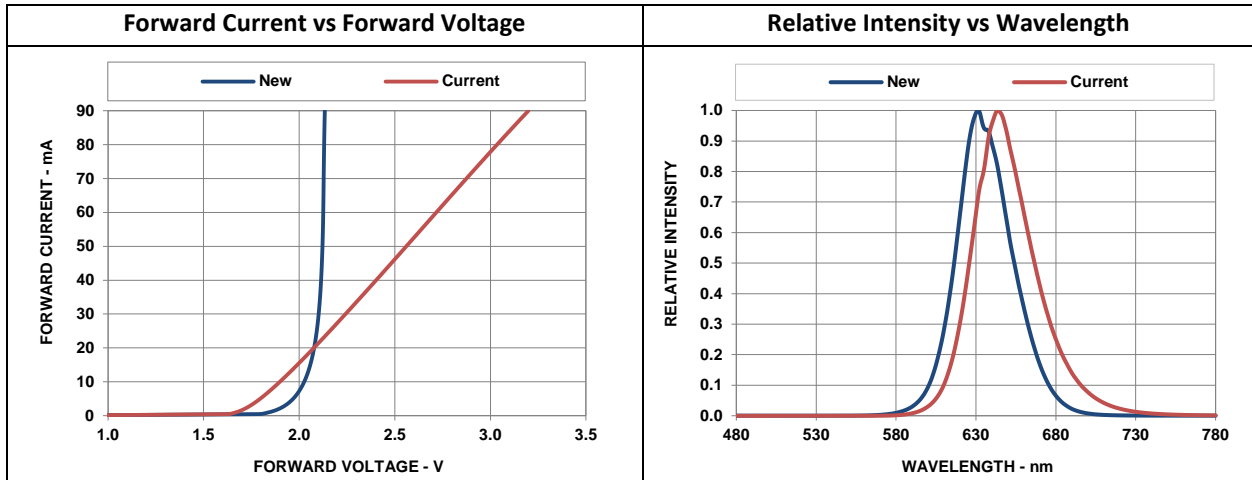 Forward Current vs Forward Voltage
New Current
90
80
70
60
50
40
30
20
10
0
FORWARD CURRENT - mA
1.0 1.5 2.0 2.5 3.0 3.5
FORWARD VOLTAGE - V
Relative Intensity vs Wavelength
New Current
1.0
0.9
0.8
0.7
0.6
0.5
0.4
0.3
0.2
0.1
0.0
RELATIVE INTENSITY
480 530 580 630 680 730 780
WAVELENGTH - nm